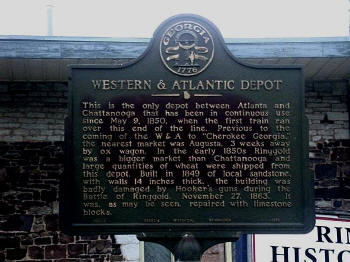 GEORGIA
1776
WESTERN & ATLANTIC DEPOT
This is the only depot between Atlanta and
Chattanooga that has been in continuous use
since May 9, 1850, when the first train ran
over this end of the line. Previous to the
coming of the W & A to "Cherokee Georgia,"
the nearest market was Augusta, 3 weeks away
by ox wagon. In the early 1850s Ringgold
was a bigger market than Chattanooga and
large quantities of wheat were shipped from
this depot. Built in 1849 of local sandstone,
with walls 14 inches thick, the building was
badly damaged by Hooker's guns during the
Battle of Ringgold, November 27, 1863. It
was, as may be seen, repaired with limestone
blocks.
RIN
HISTO